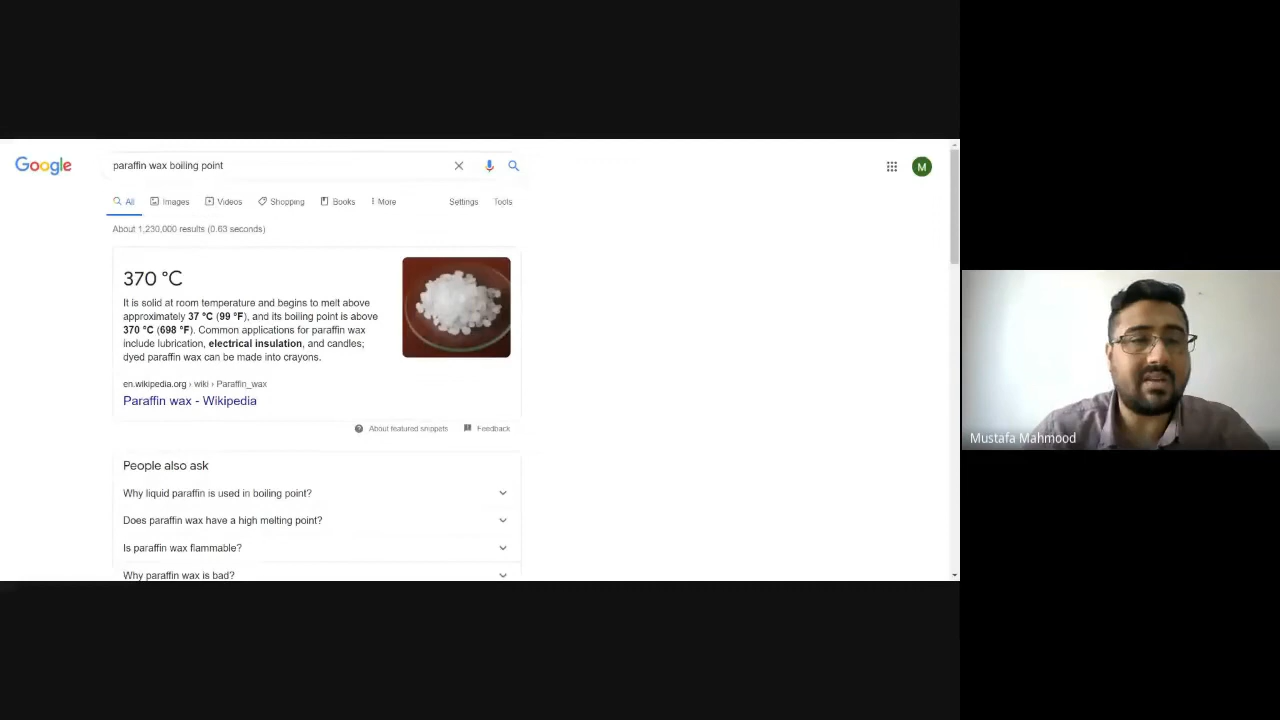 Google
paraffin wax boiling point
M
All Images Videos Shopping Books More Settings Tools
About 1,230,000 results (0.63 seconds)
370 °C
It is solid at room temperature and begins to melt above
approximately 37 °C (99 °F), and its boiling point is above
370 °C (698 °F). Common applications for paraffin wax
include lubrication, electrical insulation, and candles;
dyed paraffin wax can be made into crayons.
en.wikipedia.org › wiki › Paraffin_wax
Paraffin wax - Wikipedia
About featured snippets Feedback
People also ask
Why liquid paraffin is used in boiling point?
Does paraffin wax have a high melting point?
Is paraffin wax flammable?
Why paraffin wax is bad?
Mustafa Mahmood